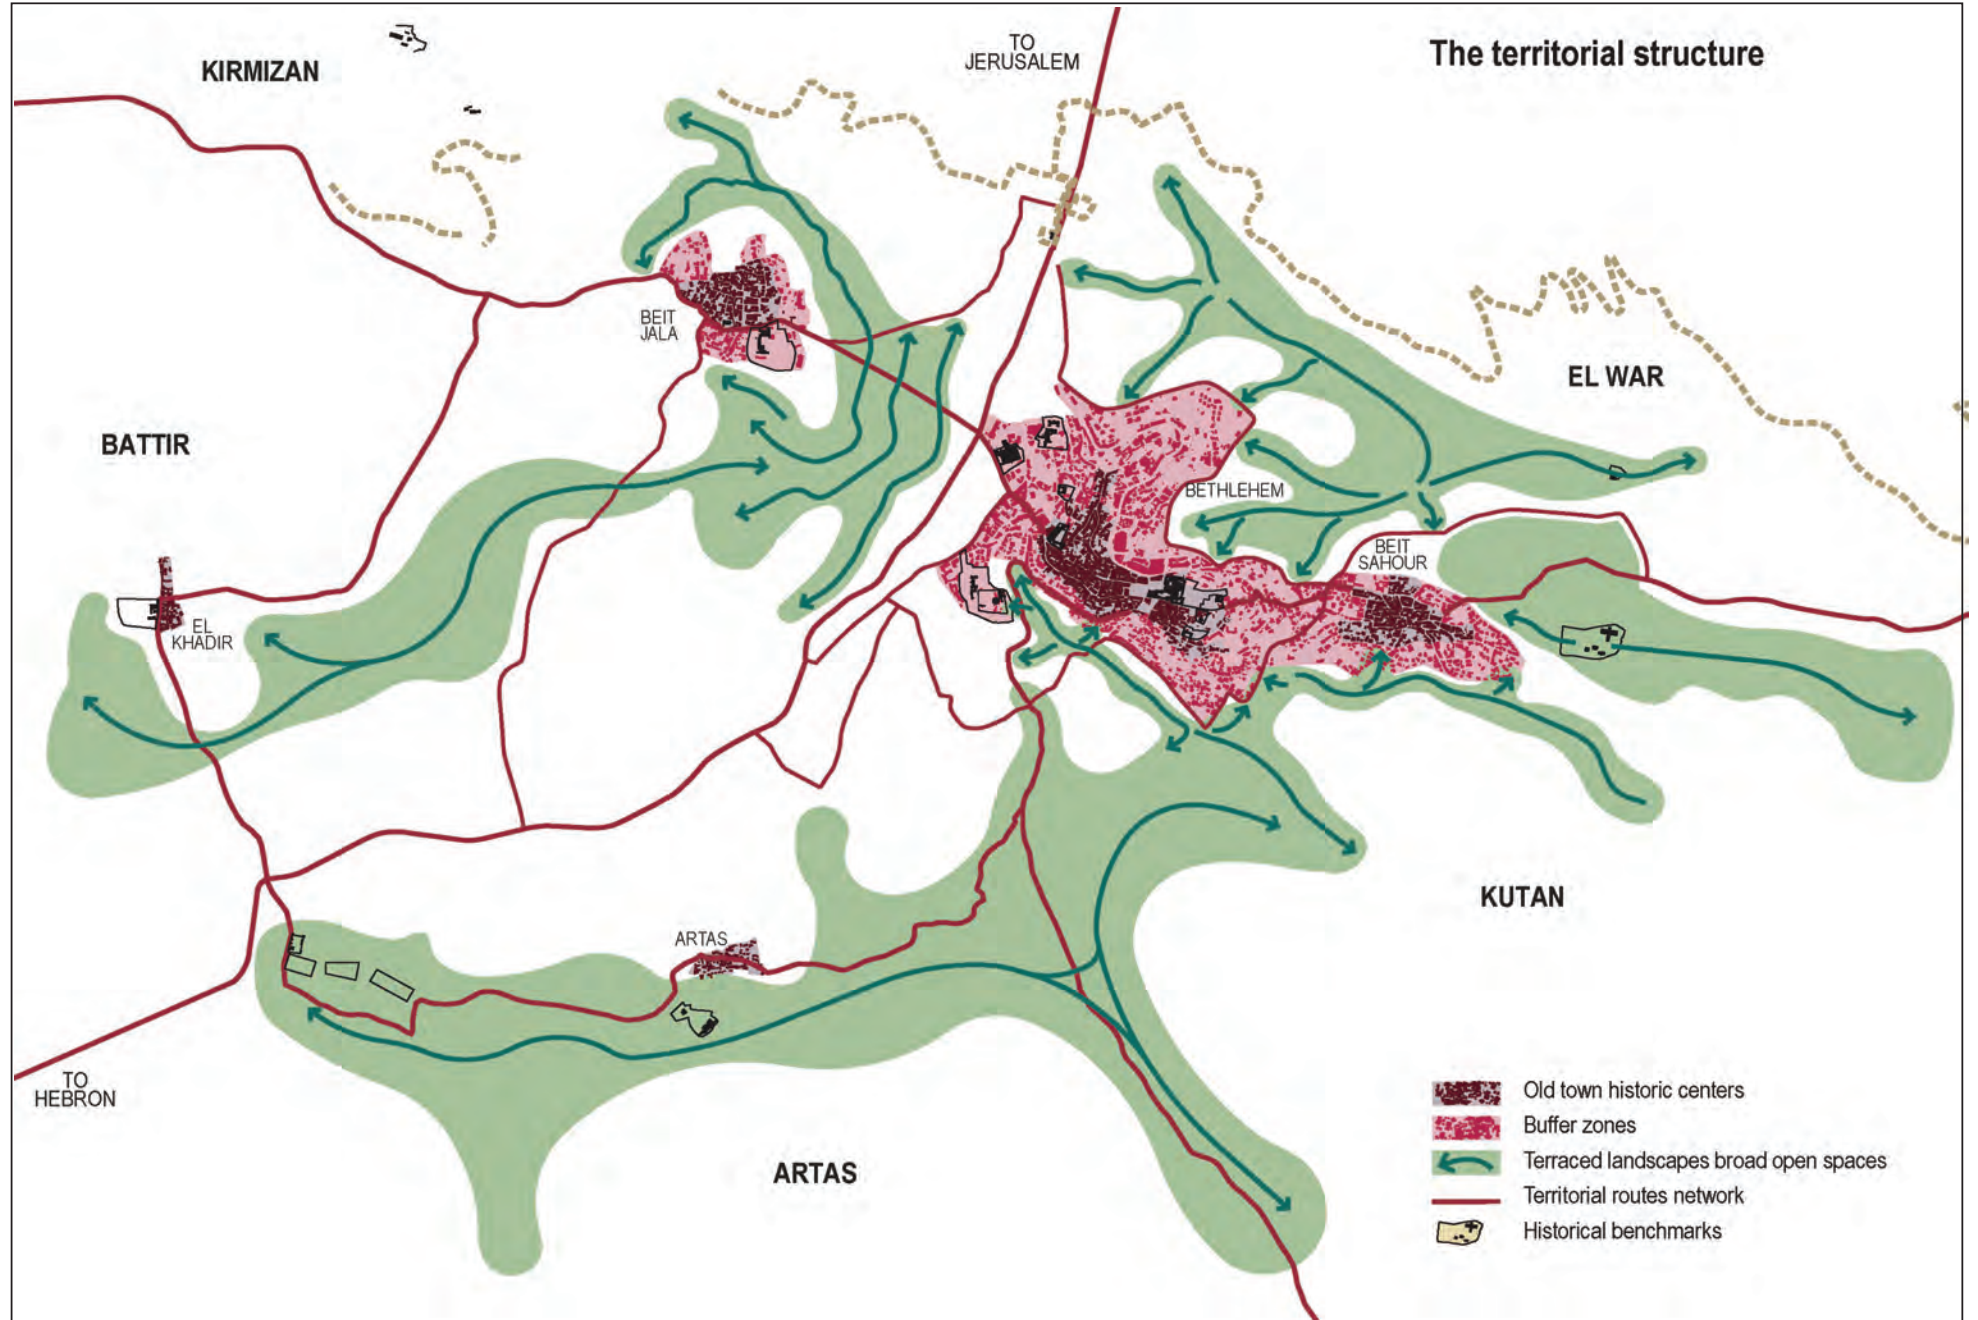 The territorial structure
TO
JERUSALEM
KIRMIZAN
BEIT
JALA
EL WAR
BATTIR
BETHLEHEM
BEIT
SAHOUR
EL
KHADIR
KUTAN
ARTAS
TO
HEBRON
ARTAS
Old town historic centers
Buffer zones
Terraced landscapes broad open spaces
Territorial routes network
Historical benchmarks